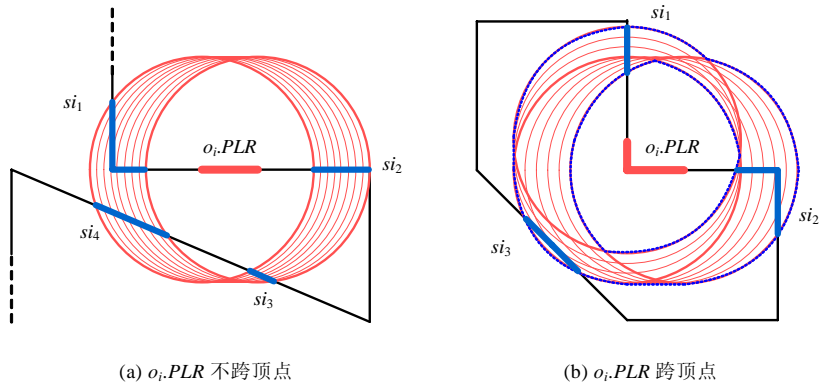 si₁
oᵢ.PLR
si₂
si₄
si₃
(a) oᵢ.PLR 不跨顶点
si₁
oᵢ.PLR
si₂
si₃
(b) oᵢ.PLR 跨顶点